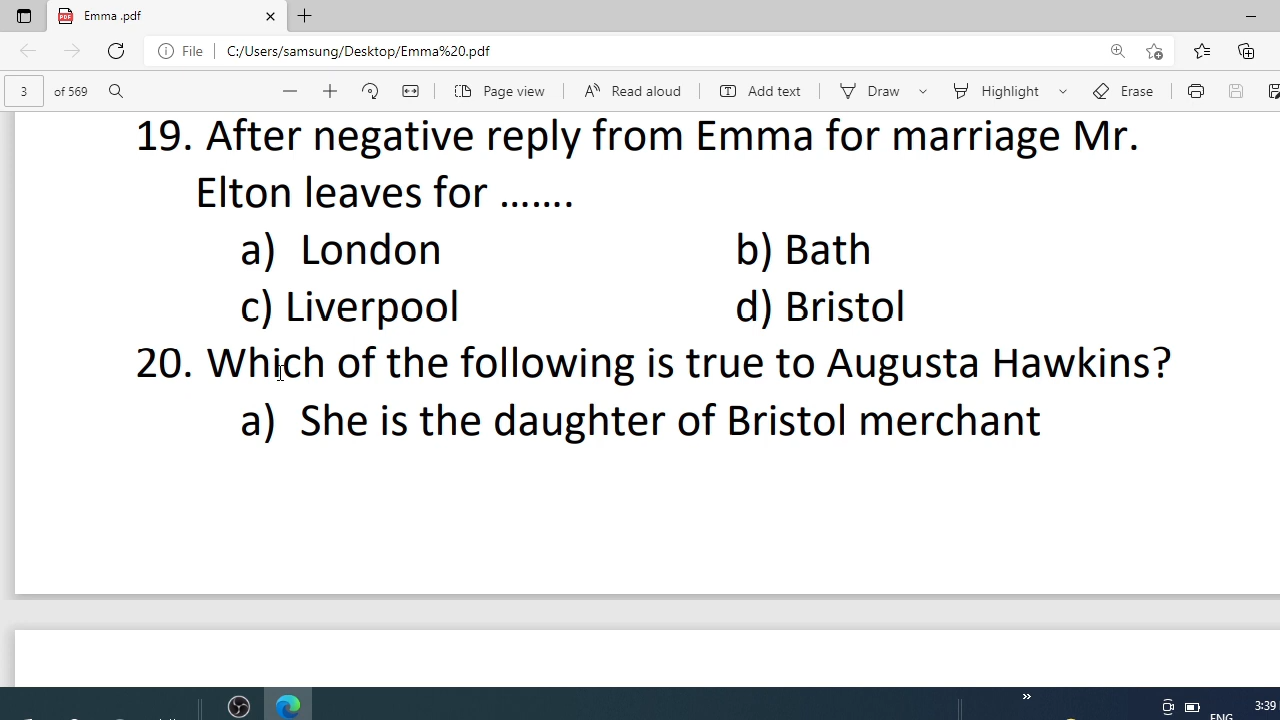 Emma .pdf
File C:/Users/samsung/Desktop/Emma%20.pdf
3 of 569 Page view Read aloud Add text Draw Highlight Erase
19. After negative reply from Emma for marriage Mr.
Elton leaves for .......
a) London b) Bath
c) Liverpool d) Bristol
20. Which of the following is true to Augusta Hawkins?
a) She is the daughter of Bristol merchant
ENG 3:39